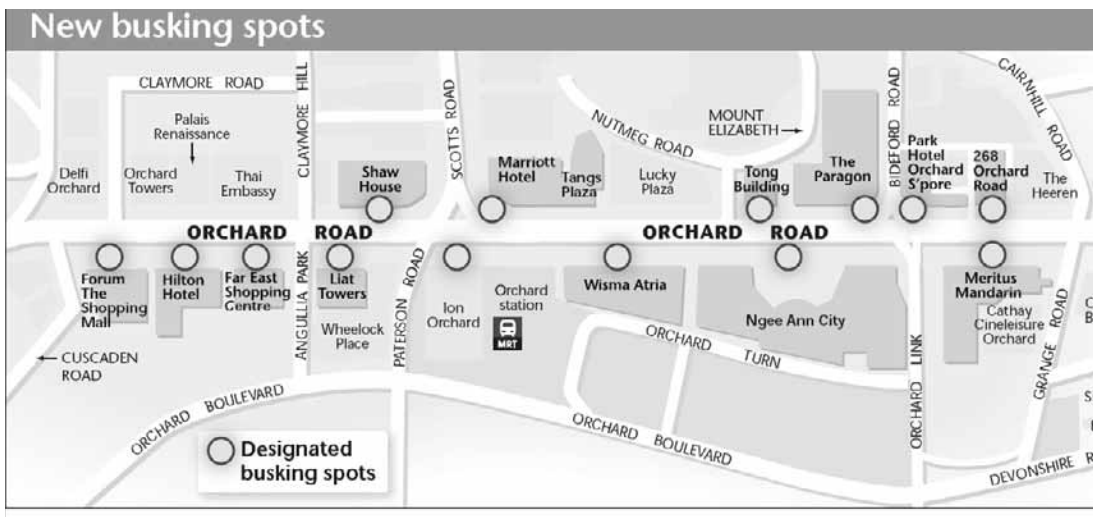 New busking spots
CLAYMORE ROAD
CLAYMORE HILL
SCOTTS ROAD
NUTMEG ROAD
MOUNT
ELIZABETH
BIDEFORD ROAD
CAIRNHILL ROAD
Palais
Renaissance
Delfi
Orchard
Orchard
Towers
Thai
Embassy
Shaw
House
Marriott
Hotel
Tangs
Plaza
Lucky
Plaza
Tong
Building
The
Paragon
Park
Hotel
Orchard
S'pore
268
Orchard
Road
The
Heeren
ORCHARD ROAD
ORCHARD ROAD
Forum
The
Shopping
Mall
Hilton
Hotel
Far East
Shopping
Centre
ANGULLIA PARK
Liat
Towers
Wheelock
Place
PATERSON ROAD
Ion
Orchard
Orchard
station
MRT
Wisma Atria
Ngee Ann City
ORCHARD TURN
ORCHARD LINK
Meritus
Mandarin
Cathay
Cineleisure
Orchard
GRANGE ROAD
CUSCADEN
ROAD
ORCHARD BOULEVARD
ORCHARD BOULEVARD
DEVONSHIRE R
Designated
busking spots